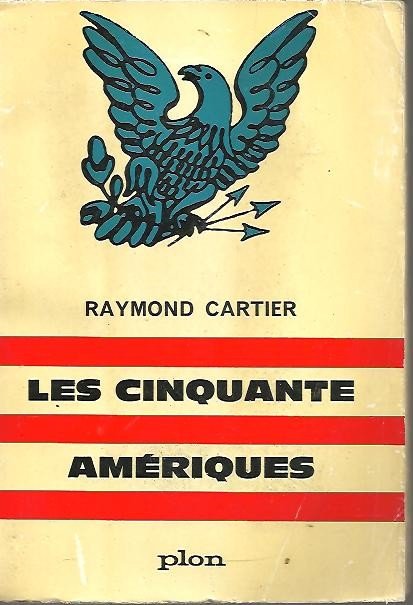 RAYMOND CARTIER
LES CINQUANTE
AMÉRIQUES
plon